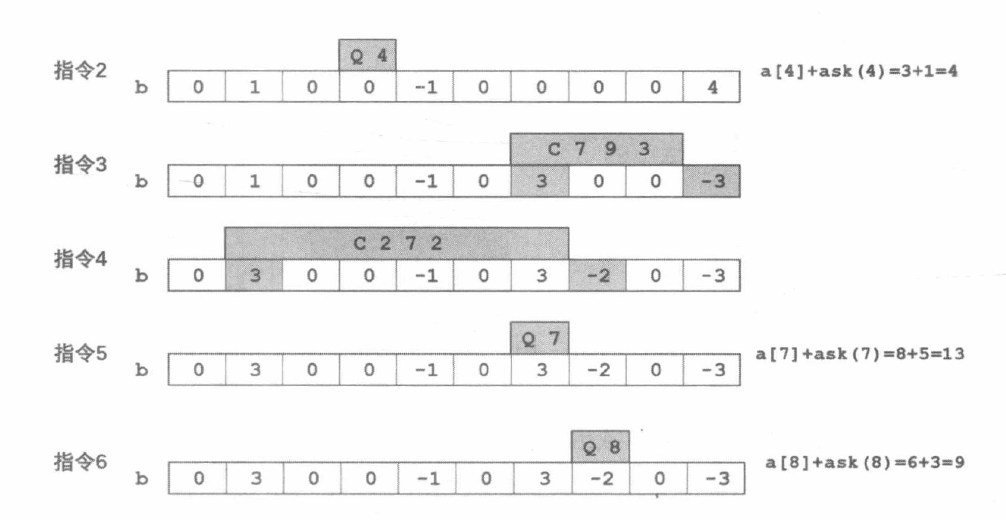 Q 4
指令2 a[4]+ask(4)=3+1=4
b 0 1 0 0 -1 0 0 0 0 4
C 7 9 3
指令3
b 0 1 0 0 -1 0 3 0 0 -3
C 2 7 2
指令4
b 0 3 0 0 -1 0 3 -2 0 -3
Q 7
指令5 a[7]+ask(7)=8+5=13
b 0 3 0 0 -1 0 3 -2 0 -3
Q 8
指令6 a[8]+ask(8)=6+3=9
b 0 3 0 0 -1 0 3 -2 0 -3